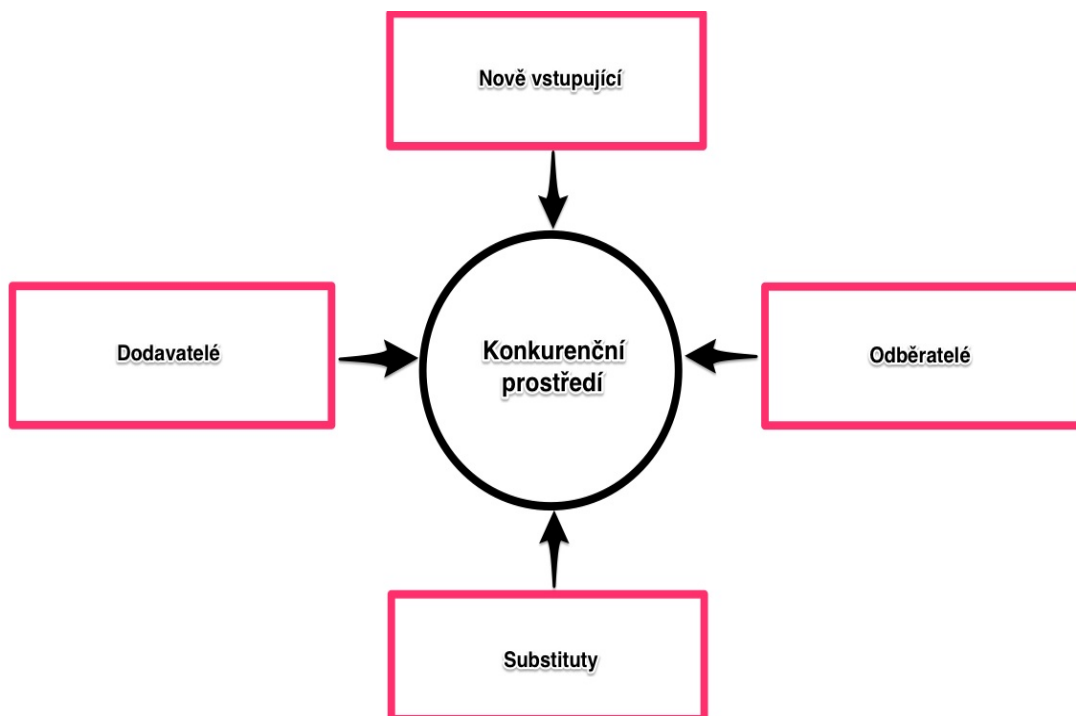 Nově vstupující
Dodavatelé
Konkurenční
prostředí
Odběratelé
Substituty